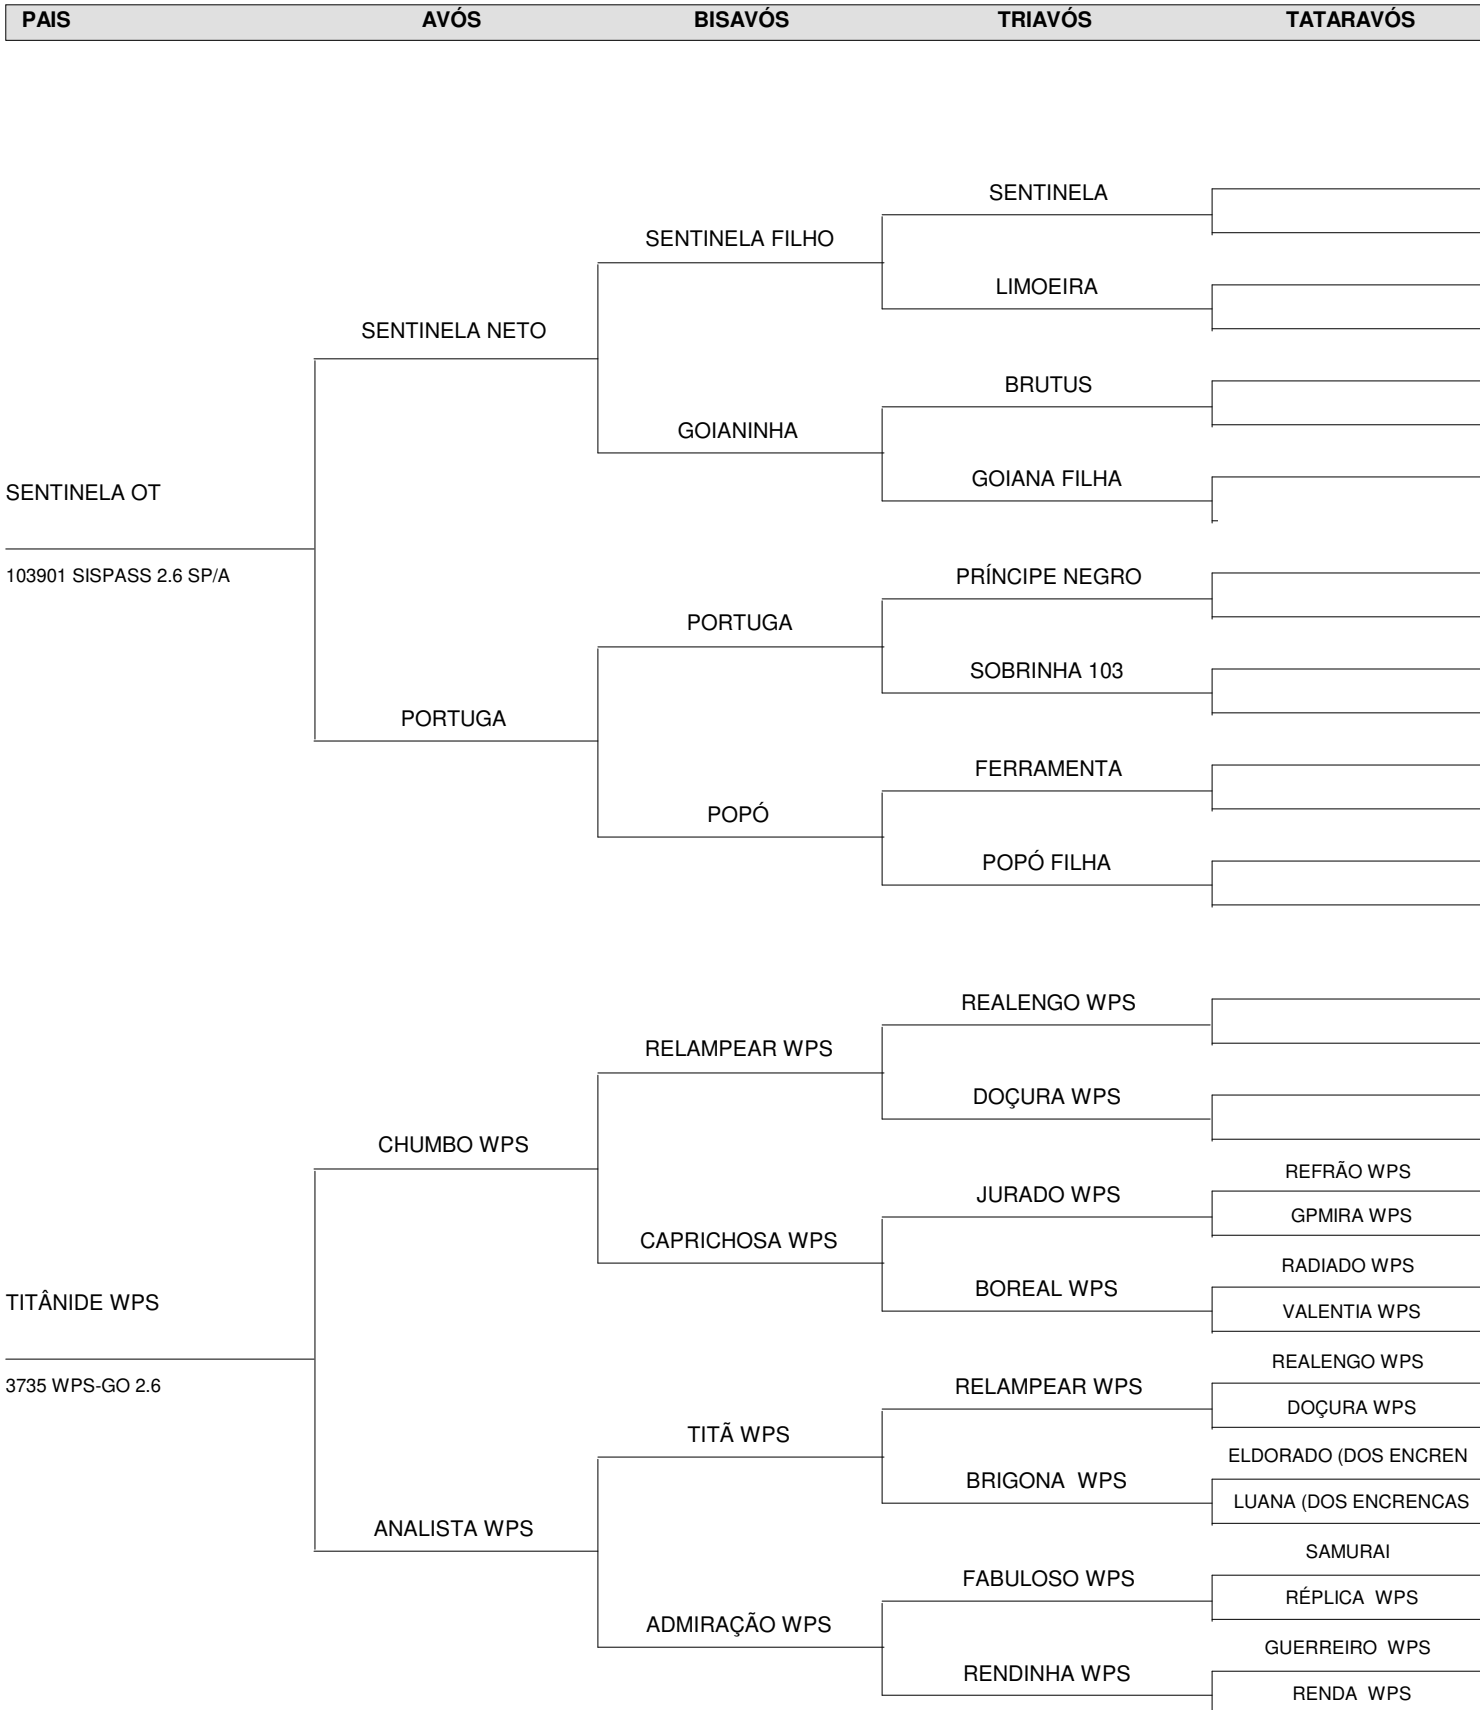 PAIS AVÓS BISAVÓS TRIAVÓS TATARAVÓS
SENTINELA
SENTINELA FILHO
LIMOEIRA
SENTINELA NETO
BRUTUS
GOIANINHA
GOIANA FILHA
SENTINELA OT
103901 SISPASS 2.6 SP/A
PRÍNCIPE NEGRO
PORTUGA
SOBRINHA 103
PORTUGA
FERRAMENTA
POPÓ
POPÓ FILHA
REALENGO WPS
RELAMPEAR WPS
DOÇURA WPS
CHUMBO WPS
REFRÃO WPS
JURADO WPS
GPMIRA WPS
CAPRICHOSA WPS
RADIADO WPS
BOREAL WPS
VALENTIA WPS
TITÂNIDE WPS
3735 WPS-GO 2.6
REALENGO WPS
RELAMPEAR WPS
DOÇURA WPS
TITÃ WPS
ELDORADO (DOS ENCREN
BRIGONA WPS
LUANA (DOS ENCRENCAS
ANALISTA WPS
SAMURAI
FABULOSO WPS
RÉPLICA WPS
ADMIRAÇÃO WPS
GUERREIRO WPS
RENDINHA WPS
RENDA WPS